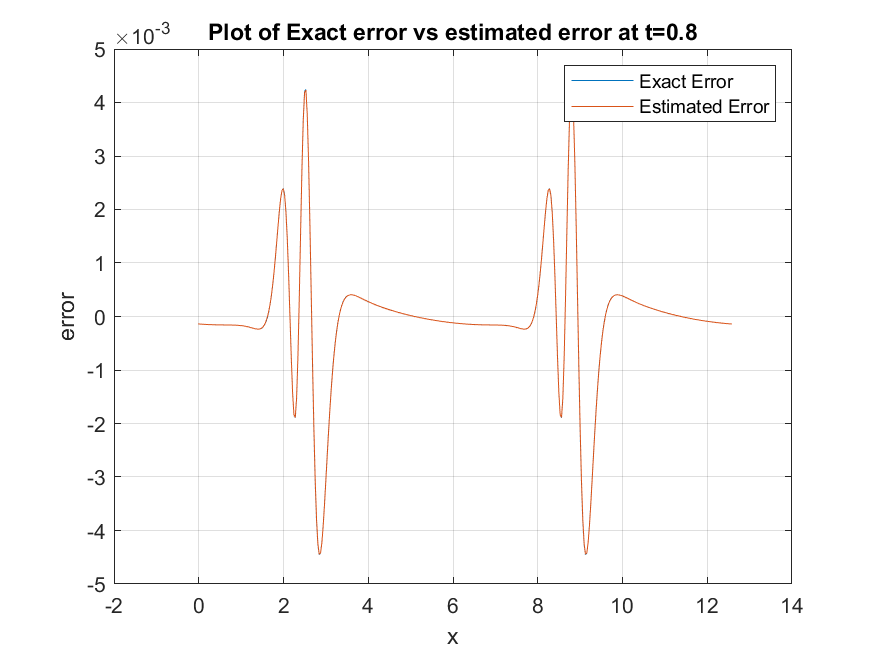 ×10-3
Plot of Exact error vs estimated error at t=0.8
Exact Error
Estimated Error
5
4
3
2
1
0
-1
-2
-3
-4
-5
error
-2 0 2 4 6 8 10 12 14
x